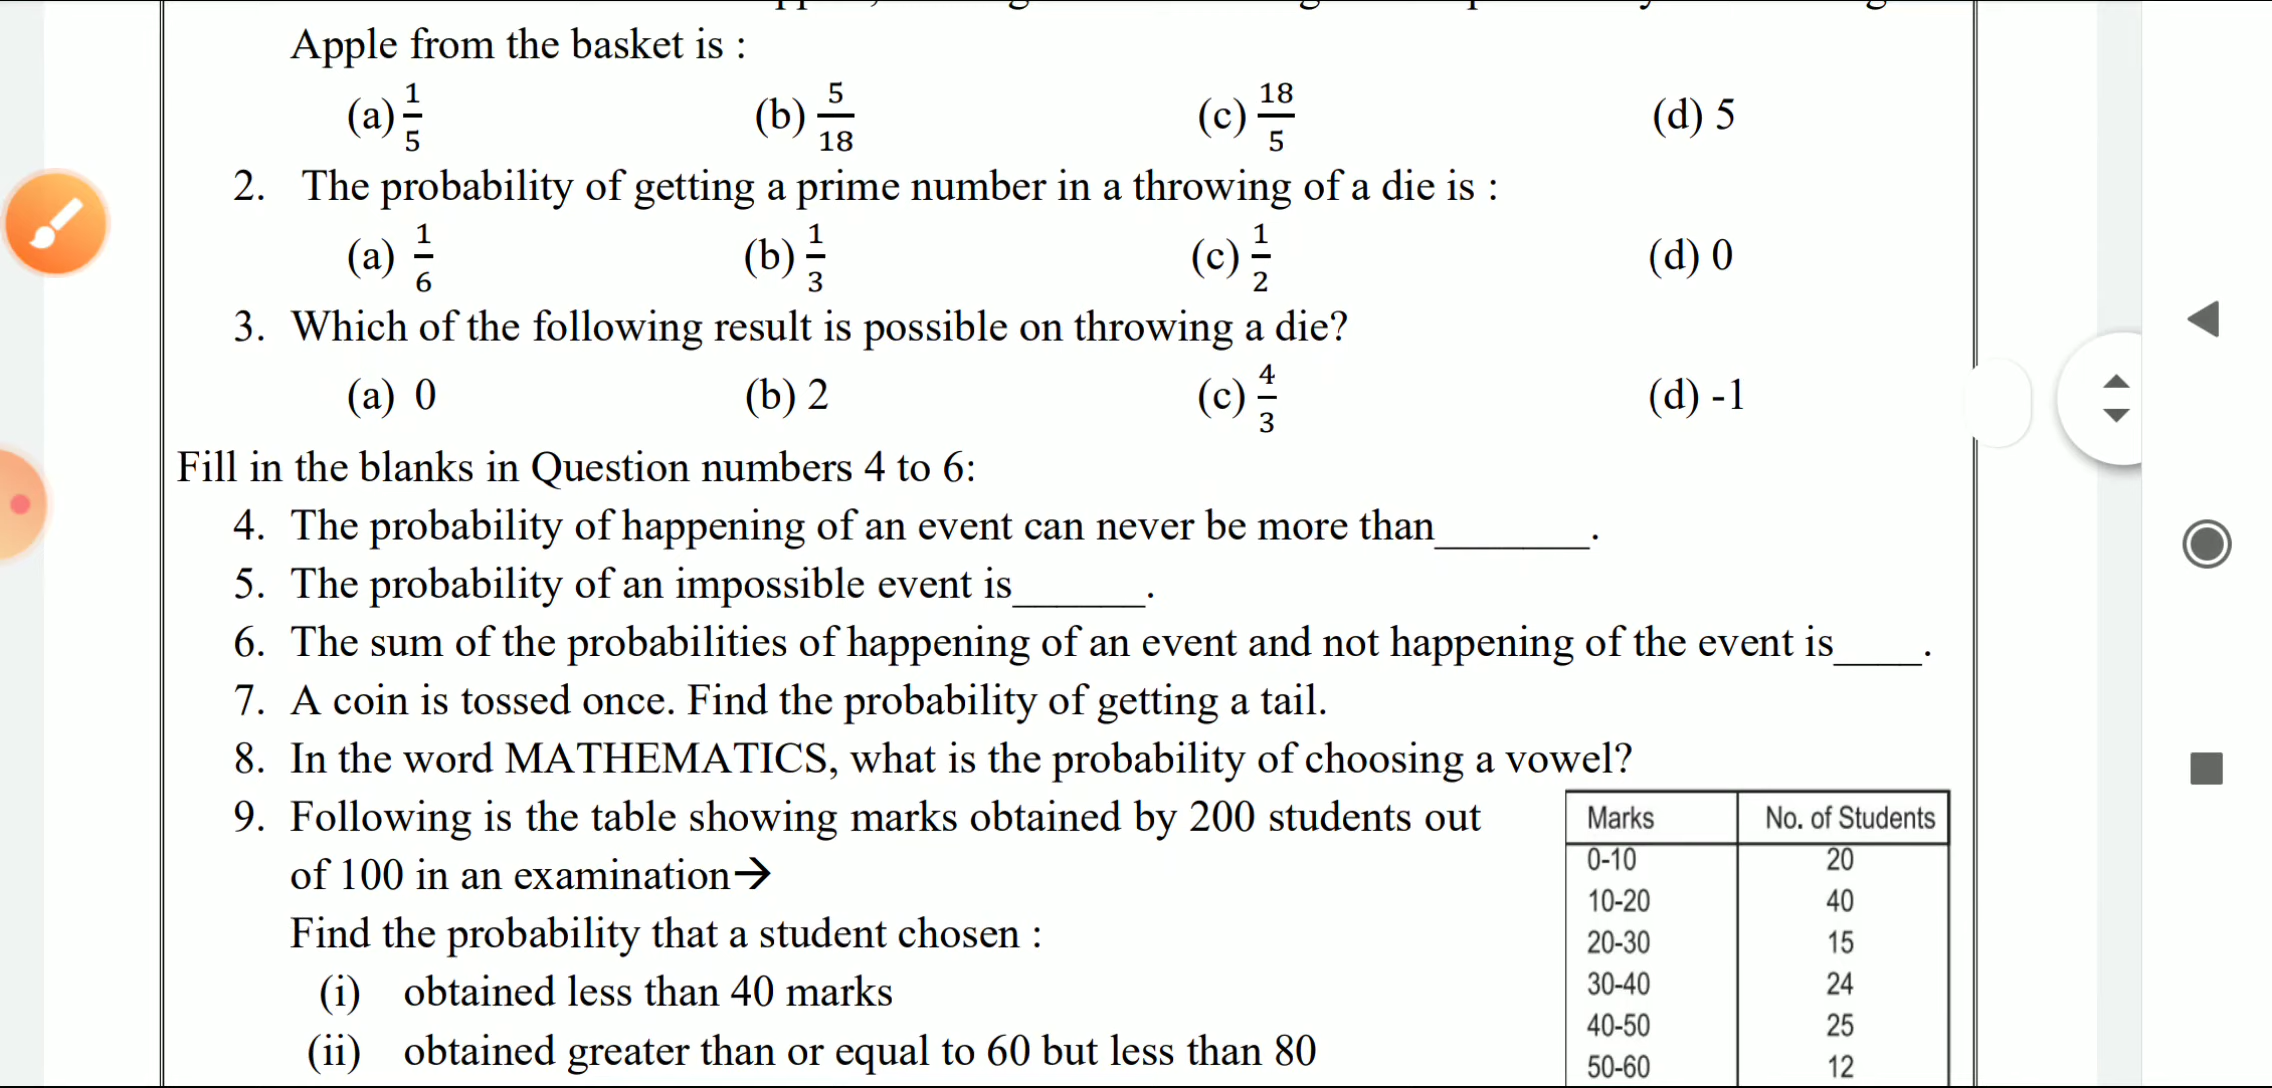 Apple from the basket is :
(a) 1/5 (b) 5/18 (c) 18/5 (d) 5
2. The probability of getting a prime number in a throwing of a die is :
(a) 1/6 (b) 1/3 (c) 1/2 (d) 0
3. Which of the following result is possible on throwing a die?
(a) 0 (b) 2 (c) 4/3 (d) -1
Fill in the blanks in Question numbers 4 to 6:
4. The probability of happening of an event can never be more than_______.
5. The probability of an impossible event is______.
6. The sum of the probabilities of happening of an event and not happening of the event is____.
7. A coin is tossed once. Find the probability of getting a tail.
8. In the word MATHEMATICS, what is the probability of choosing a vowel?
9. Following is the table showing marks obtained by 200 students out
of 100 in an examination→
Find the probability that a student chosen :
(i) obtained less than 40 marks
(ii) obtained greater than or equal to 60 but less than 80
Marks No. of Students
0-10 20
10-20 40
20-30 15
30-40 24
40-50 25
50-60 12